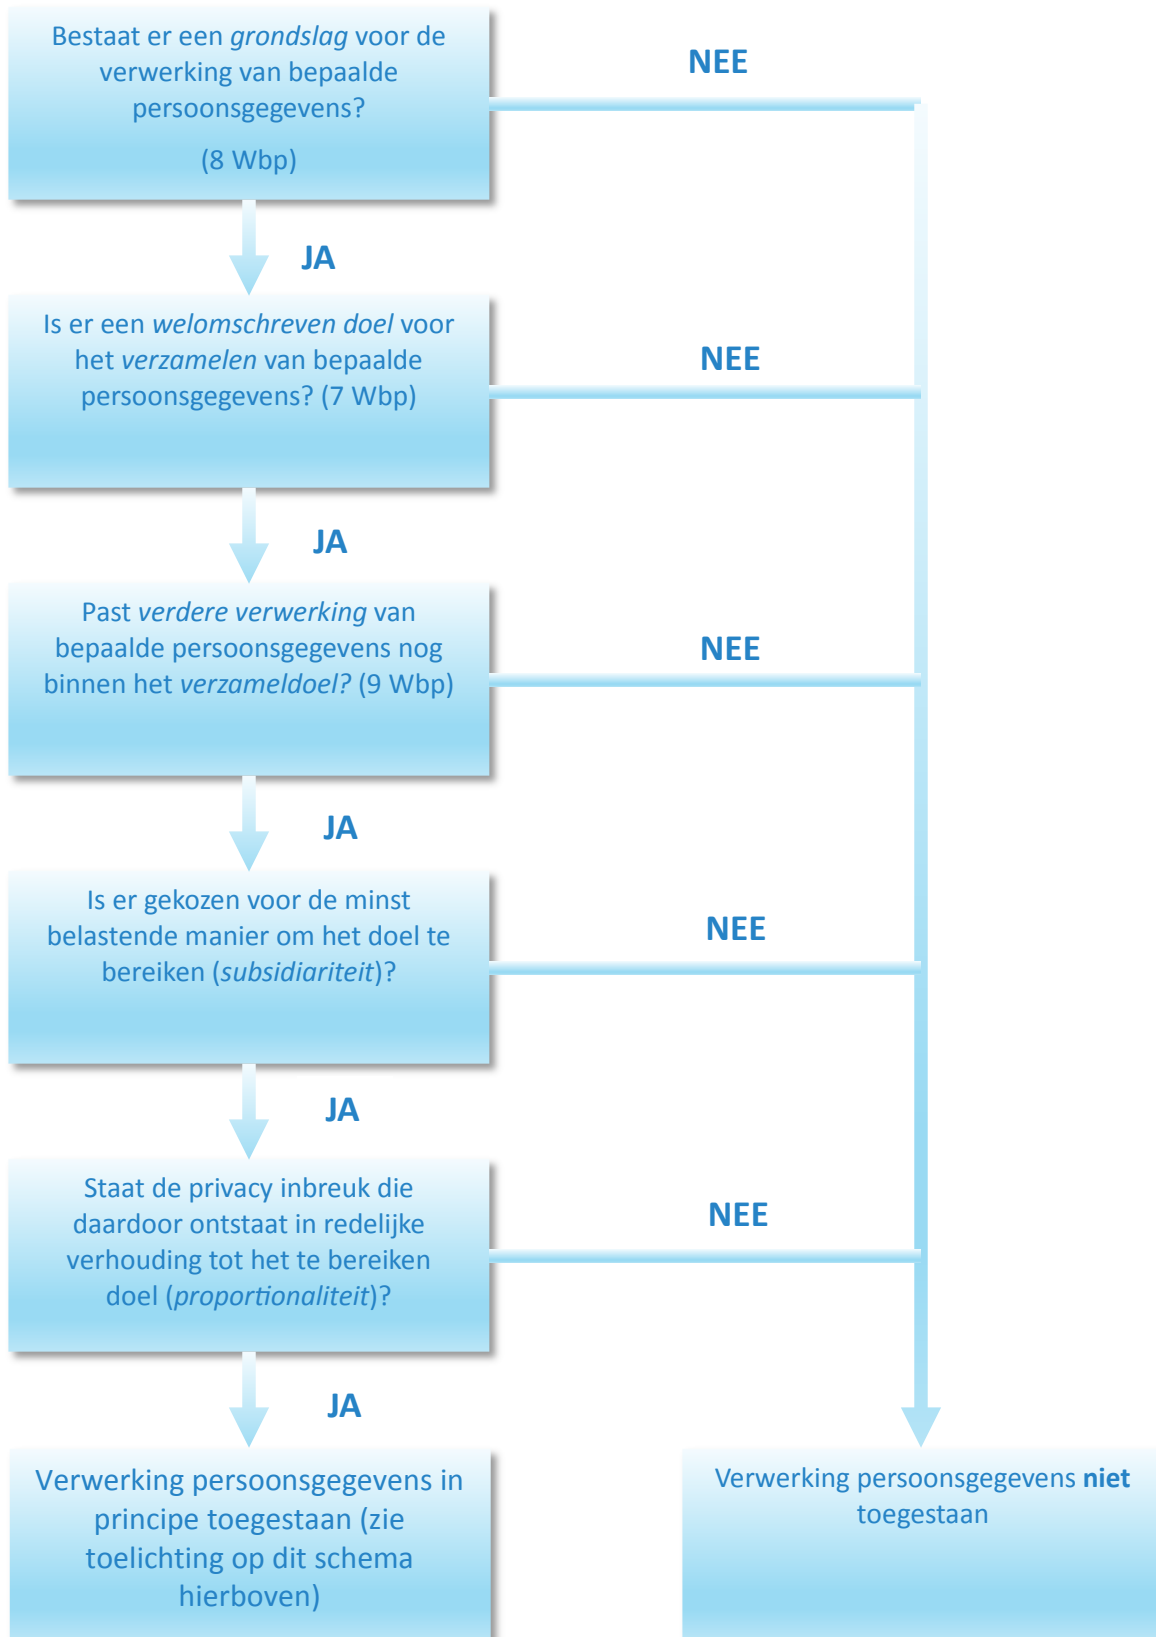 Bestaat er een grondslag voor de
verwerking van bepaalde
persoonsgegevens?
(8 Wbp)
NEE
JA
Is er een welomschreven doel voor
het verzamelen van bepaalde
persoonsgegevens? (7 Wbp)
NEE
JA
Past verdere verwerking van
bepaalde persoonsgegevens nog
binnen het verzameldoel? (9 Wbp)
NEE
JA
Is er gekozen voor de minst
belastende manier om het doel te
bereiken (subsidiariteit)?
NEE
JA
Staat de privacy inbreuk die
daardoor ontstaat in redelijke
verhouding tot het te bereiken
doel (proportionaliteit)?
NEE
JA
Verwerking persoonsgegevens in
principe toegestaan (zie
toelichting op dit schema
hierboven)
Verwerking persoonsgegevens niet
toegestaan